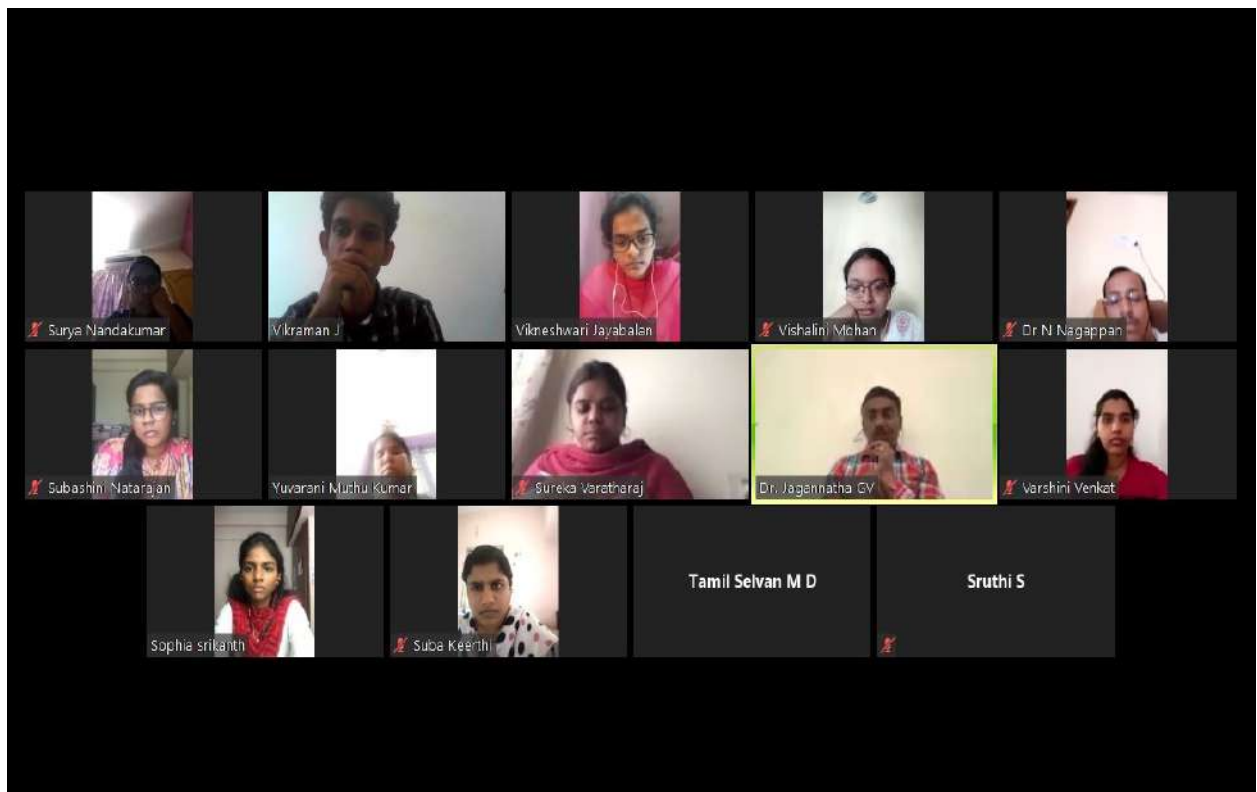 Surya Nandakumar
Vikraman J
Vikneshwari Jayabalan
Vishalini Mohan
Dr N Nagappan
Subashini Natarajan
Yuvarani Muthu Kumar
Sureka Varatharaj
Dr. Jagannatha GV
Varshini Venkat
Sophia srikanth
Suba Keerthi
Tamil Selvan M D
Sruthi S